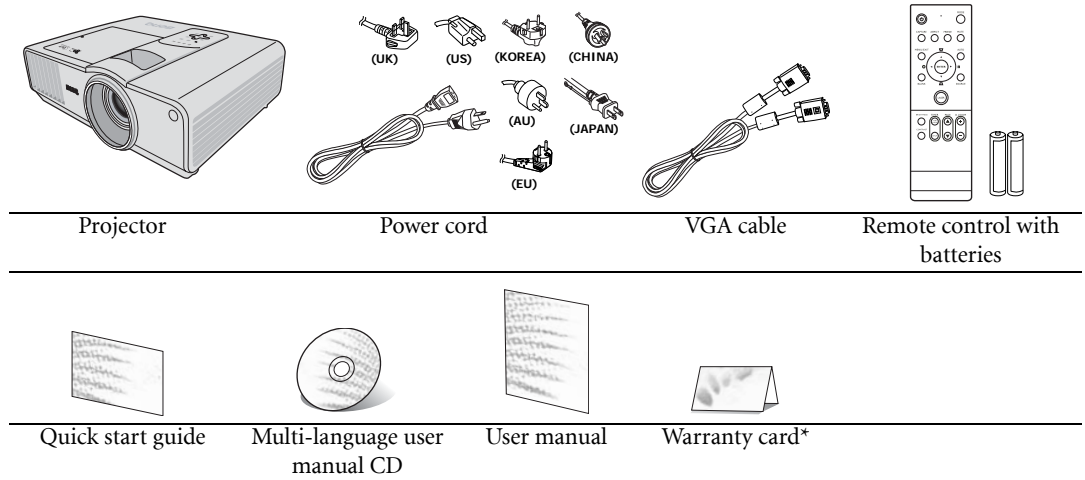 (UK) (US) (KOREA) (CHINA)
(AU) (JAPAN)
(EU)
Projector Power cord VGA cable Remote control with
batteries
Quick start guide Multi-language user User manual Warranty card*
manual CD